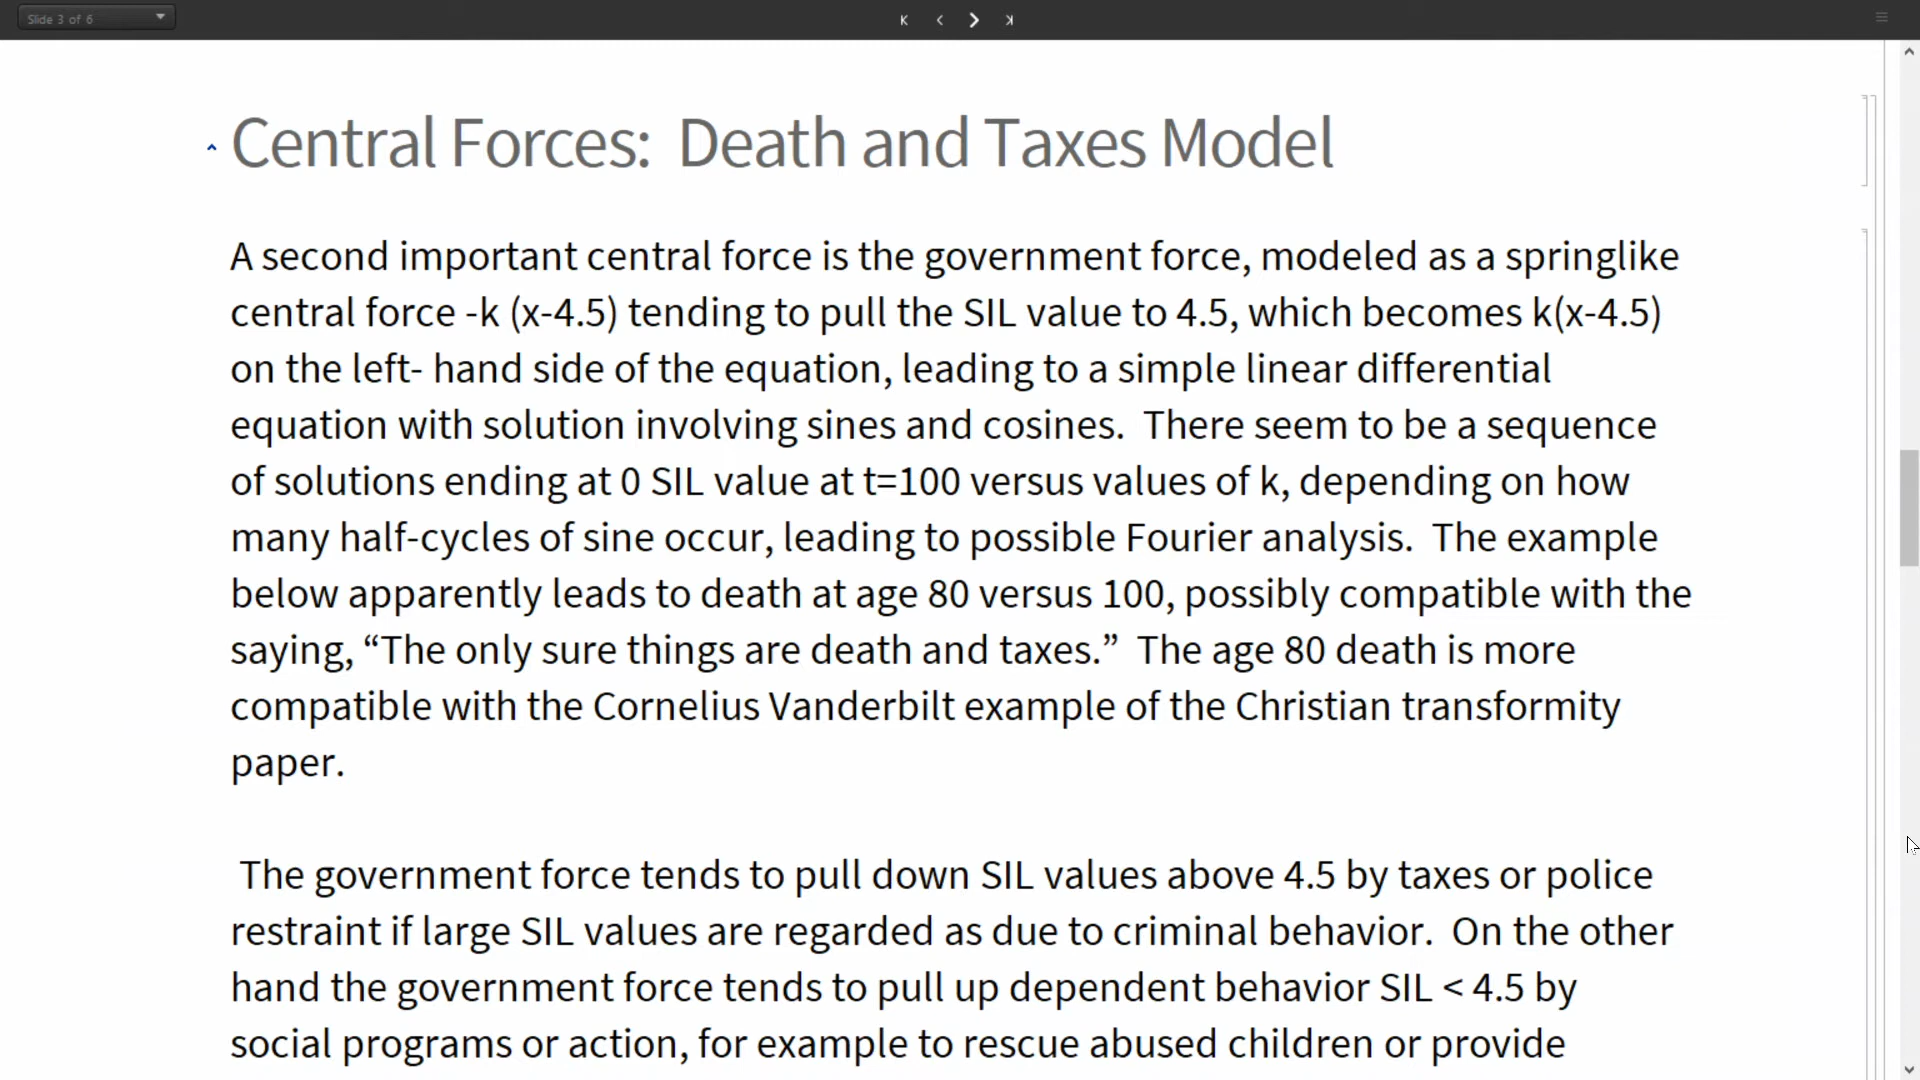 Slide 3 of 6
Central Forces:  Death and Taxes Model
A second important central force is the government force, modeled as a springlike
central force -k (x-4.5) tending to pull the SIL value to 4.5, which becomes k(x-4.5)
on the left- hand side of the equation, leading to a simple linear differential
equation with solution involving sines and cosines.  There seem to be a sequence
of solutions ending at 0 SIL value at t=100 versus values of k, depending on how
many half-cycles of sine occur, leading to possible Fourier analysis.  The example
below apparently leads to death at age 80 versus 100, possibly compatible with the
saying, “The only sure things are death and taxes.”  The age 80 death is more
compatible with the Cornelius Vanderbilt example of the Christian transformity
paper.
The government force tends to pull down SIL values above 4.5 by taxes or police
restraint if large SIL values are regarded as due to criminal behavior.  On the other
hand the government force tends to pull up dependent behavior SIL < 4.5 by
social programs or action, for example to rescue abused children or provide